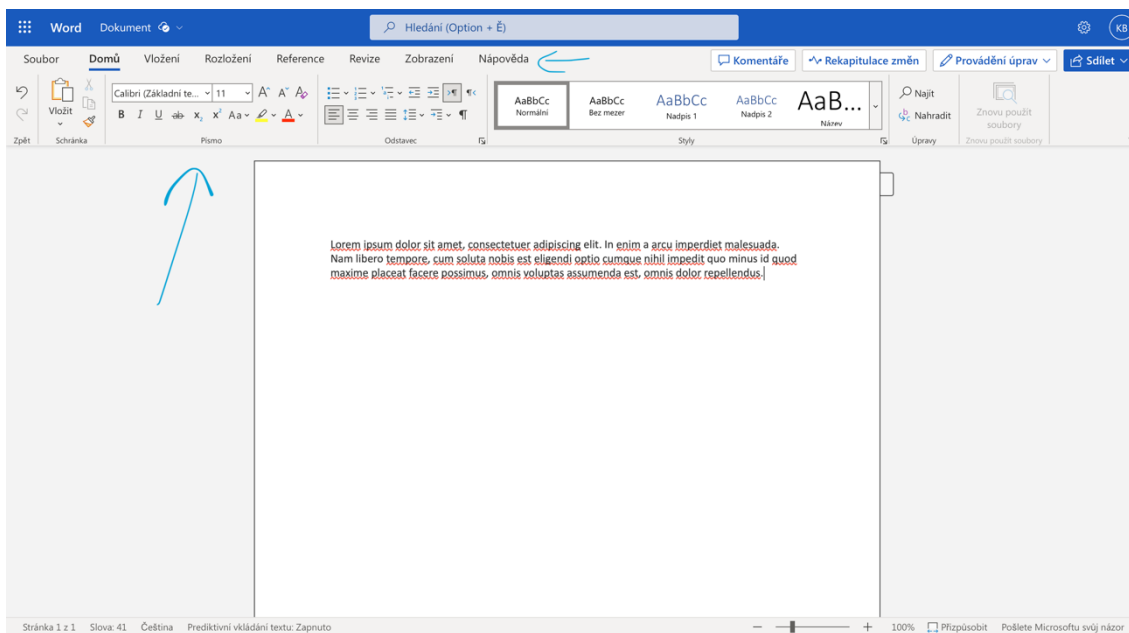 Word Dokument Hledání (Option + Ě) KB
Soubor Domů Vložení Rozložení Reference Revize Zobrazení Nápověda Komentáře Rekapitulace změn Provádění úprav Sdílet
Vložit Calibri (Základní te... 11 AaBbCc AaBbCc AaBbCc AaBbCc AaB... Najít
B I U ab x, x² Aa A Normální Bez mezer Nadpis 1 Nadpis 2 Název Nahradit Znovu použít
soubory
Zpět Schránka Písmo Odstavec Styly Úpravy Znovu použít soubory
Lorem ipsum dolor sit amet, consectetuer adipiscing elit. In enim a arcu imperdiet malesuada.
Nam libero tempore, cum soluta nobis est eligendi optio cumque nihil impedit quo minus id quod
maxime placeat facere possimus, omnis voluptas assumenda est, omnis dolor repellendus.
Stránka 1 z 1 Slova: 41 Čeština Prediktivní vkládání textu: Zapnuto 100% Přizpůsobit Pošlete Microsoftu svůj názor